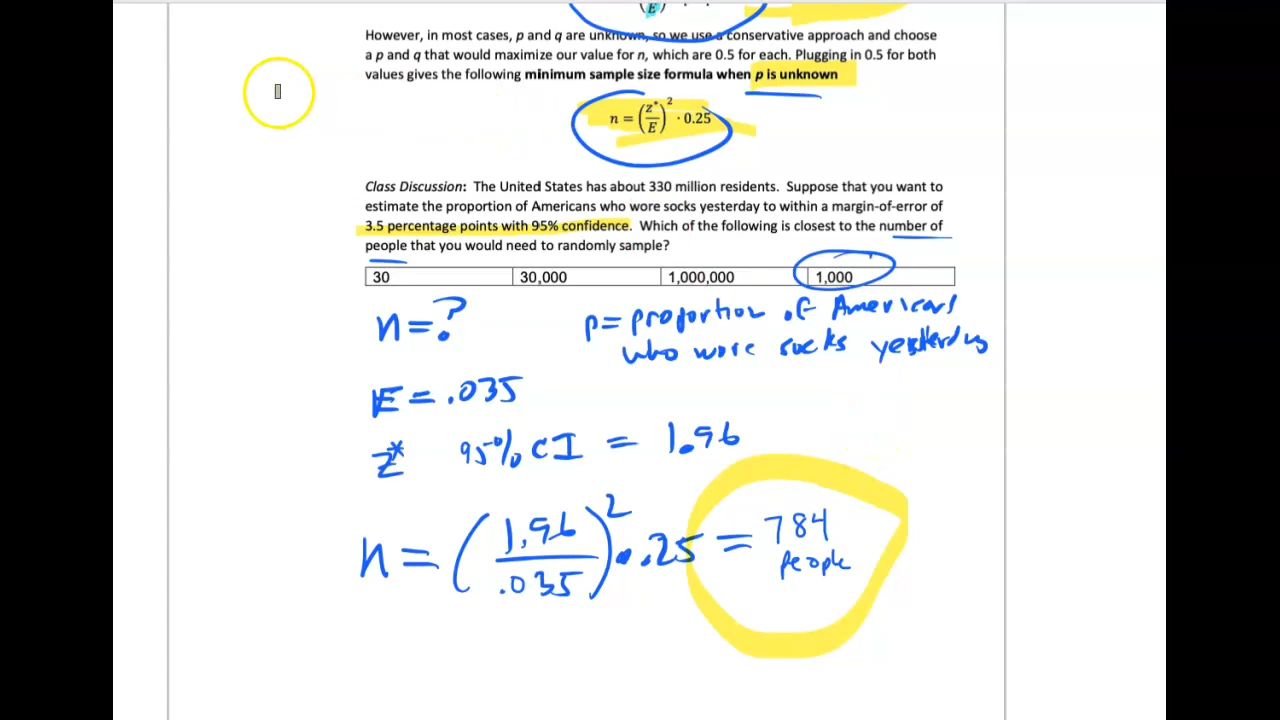 (E)
However, in most cases, p and q are unknown, so we use a conservative approach and choose
a p and q that would maximize our value for n, which are 0.5 for each. Plugging in 0.5 for both
values gives the following minimum sample size formula when p is unknown
n = (z*/E)² · 0.25
Class Discussion: The United States has about 330 million residents. Suppose that you want to
estimate the proportion of Americans who wore socks yesterday to within a margin-of-error of
3.5 percentage points with 95% confidence. Which of the following is closest to the number of
people that you would need to randomly sample?
30 30,000 1,000,000 1,000
n = ?
p = proportion of Americans
who wore socks yesterday
E = .035
z* 95% CI = 1.96
n = (1.96/.035)² · .25 = 784
people